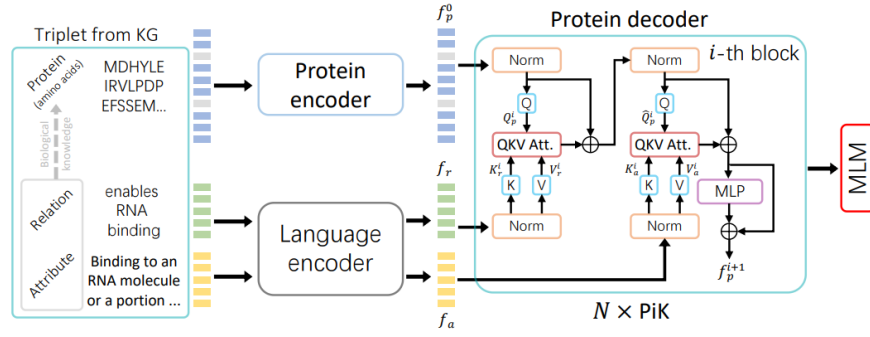 Triplet from KG
Protein
(amino acids)
MDHYLE
IRVLPDP
EFSSEM...
Biological
knowledge
Relation
enables
RNA
binding
Attribute
Binding to an
RNA molecule
or a portion ...
Protein
encoder
Language
encoder
f_p^0
f_r
f_a
Protein decoder
i-th block
Norm
Q
Q_p^i
QKV Att.
K_r^i
V_r^i
K
V
Norm
Norm
Q
Q̂_p^i
QKV Att.
K_a^i
V_a^i
K
V
Norm
MLP
f_p^{i+1}
N × PiK
MLM